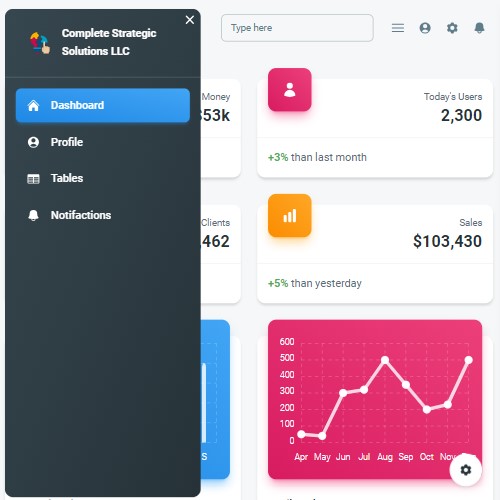 Complete Strategic
Solutions LLC
Dashboard
Profile
Tables
Notifactions
Type here
Money
53k
Today's Users
2,300
+3% than last month
Clients
,462
Sales
$103,430
+5% than yesterday
S
600
500
400
300
200
100
0
Apr May Jun Jul Aug Sep Oct Nov